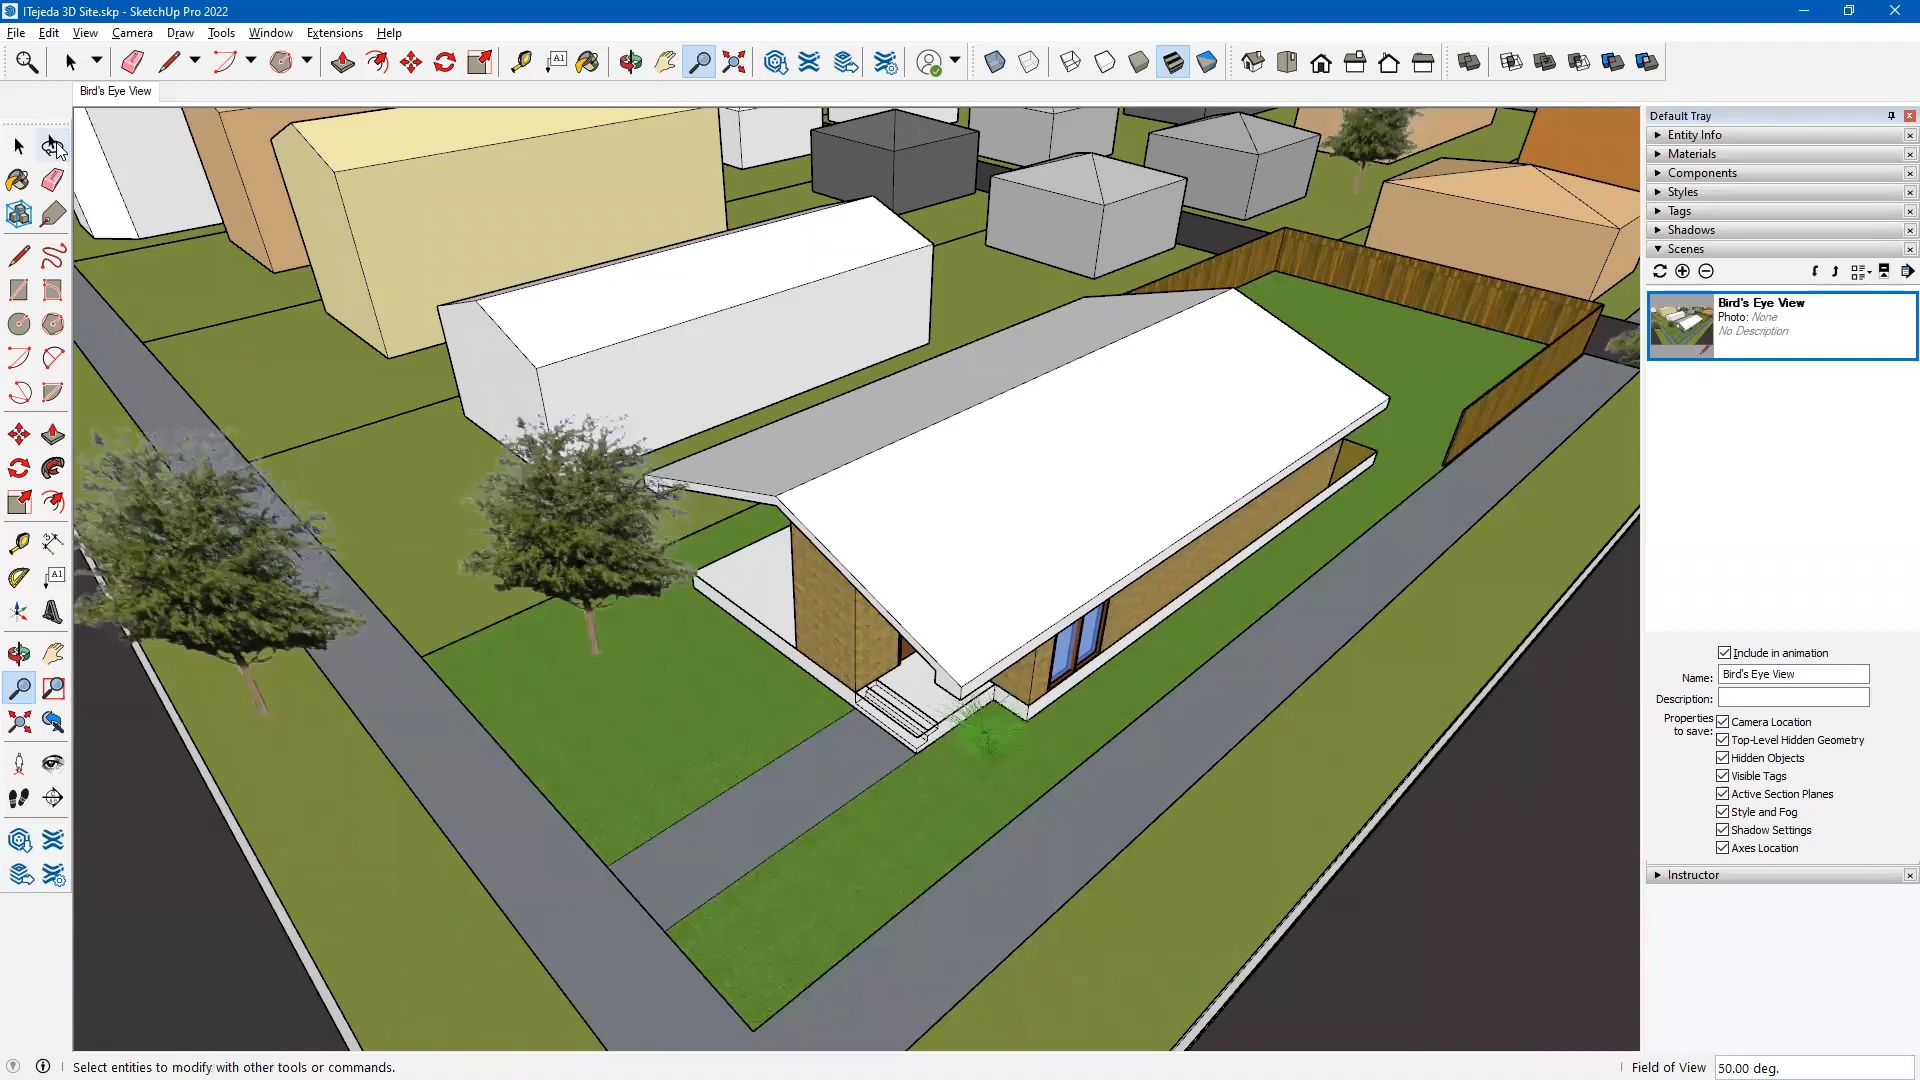 ITejeda 3D Site.skp - SketchUp Pro 2022
File Edit View Camera Draw Tools Window Extensions Help
A1
Bird's Eye View
Default Tray
Entity Info
Materials
Components
Styles
Tags
Shadows
Scenes
Bird's Eye View
Photo: None
No Description
A1
Include in animation
Name: Bird's Eye View
Description:
Properties to save:
Camera Location
Top-Level Hidden Geometry
Hidden Objects
Visible Tags
Active Section Planes
Style and Fog
Shadow Settings
Axes Location
Instructor
Select entities to modify with other tools or commands.
Field of View 50.00 deg.